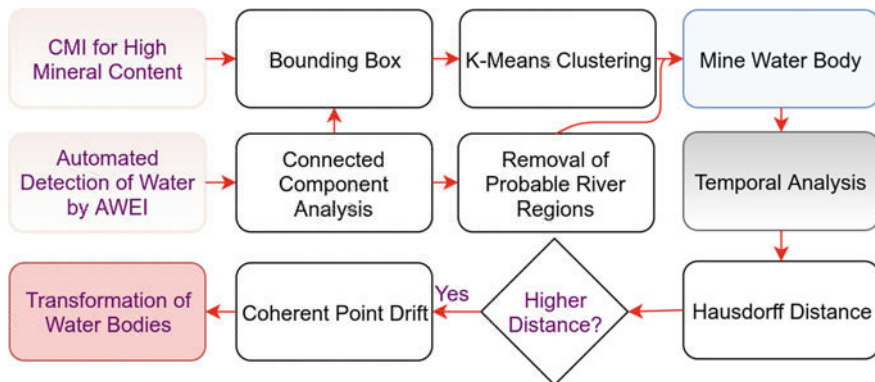 CMI for High
Mineral Content
Bounding Box
K-Means Clustering
Mine Water Body
Automated
Detection of Water
by AWEI
Connected
Component
Analysis
Removal of
Probable River
Regions
Temporal Analysis
Transformation of
Water Bodies
Coherent Point Drift
Yes
Higher
Distance?
Hausdorff Distance